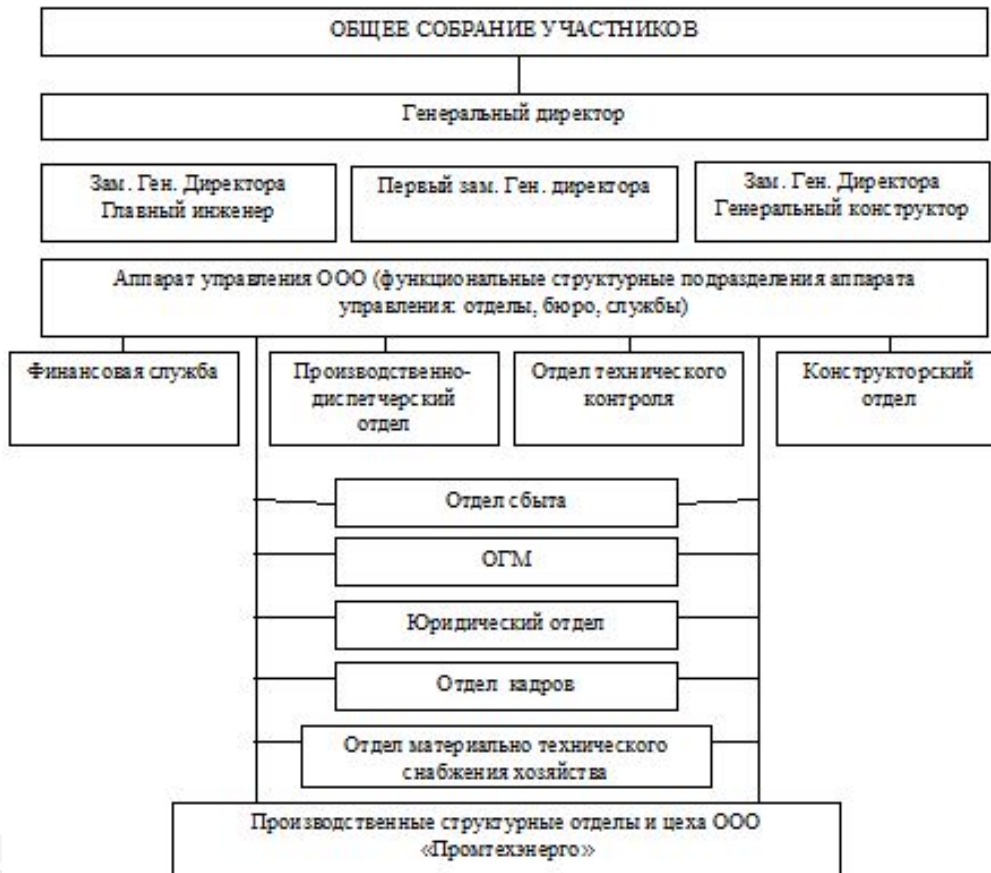 ОБЩЕЕ СОБРАНИЕ УЧАСТНИКОВ
Генеральный директор
Зам. Ген. Директора
Главный инженер
Первый зам. Ген. директора
Зам. Ген. Директора
Генеральный конструктор
Аппарат управления ООО (функциональные структурные подразделения аппарата
управления: отделы, бюро, службы)
Финансовая служба
Производственно-
диспетчерский
отдел
Отдел технического
контроля
Конструкторский
отдел
Отдел сбыта
ОГМ
Юридический отдел
Отдел кадров
Отдел материально технического
снабжения хозяйства
Производственные структурные отделы и цеха ООО
«Промтехэнерго»